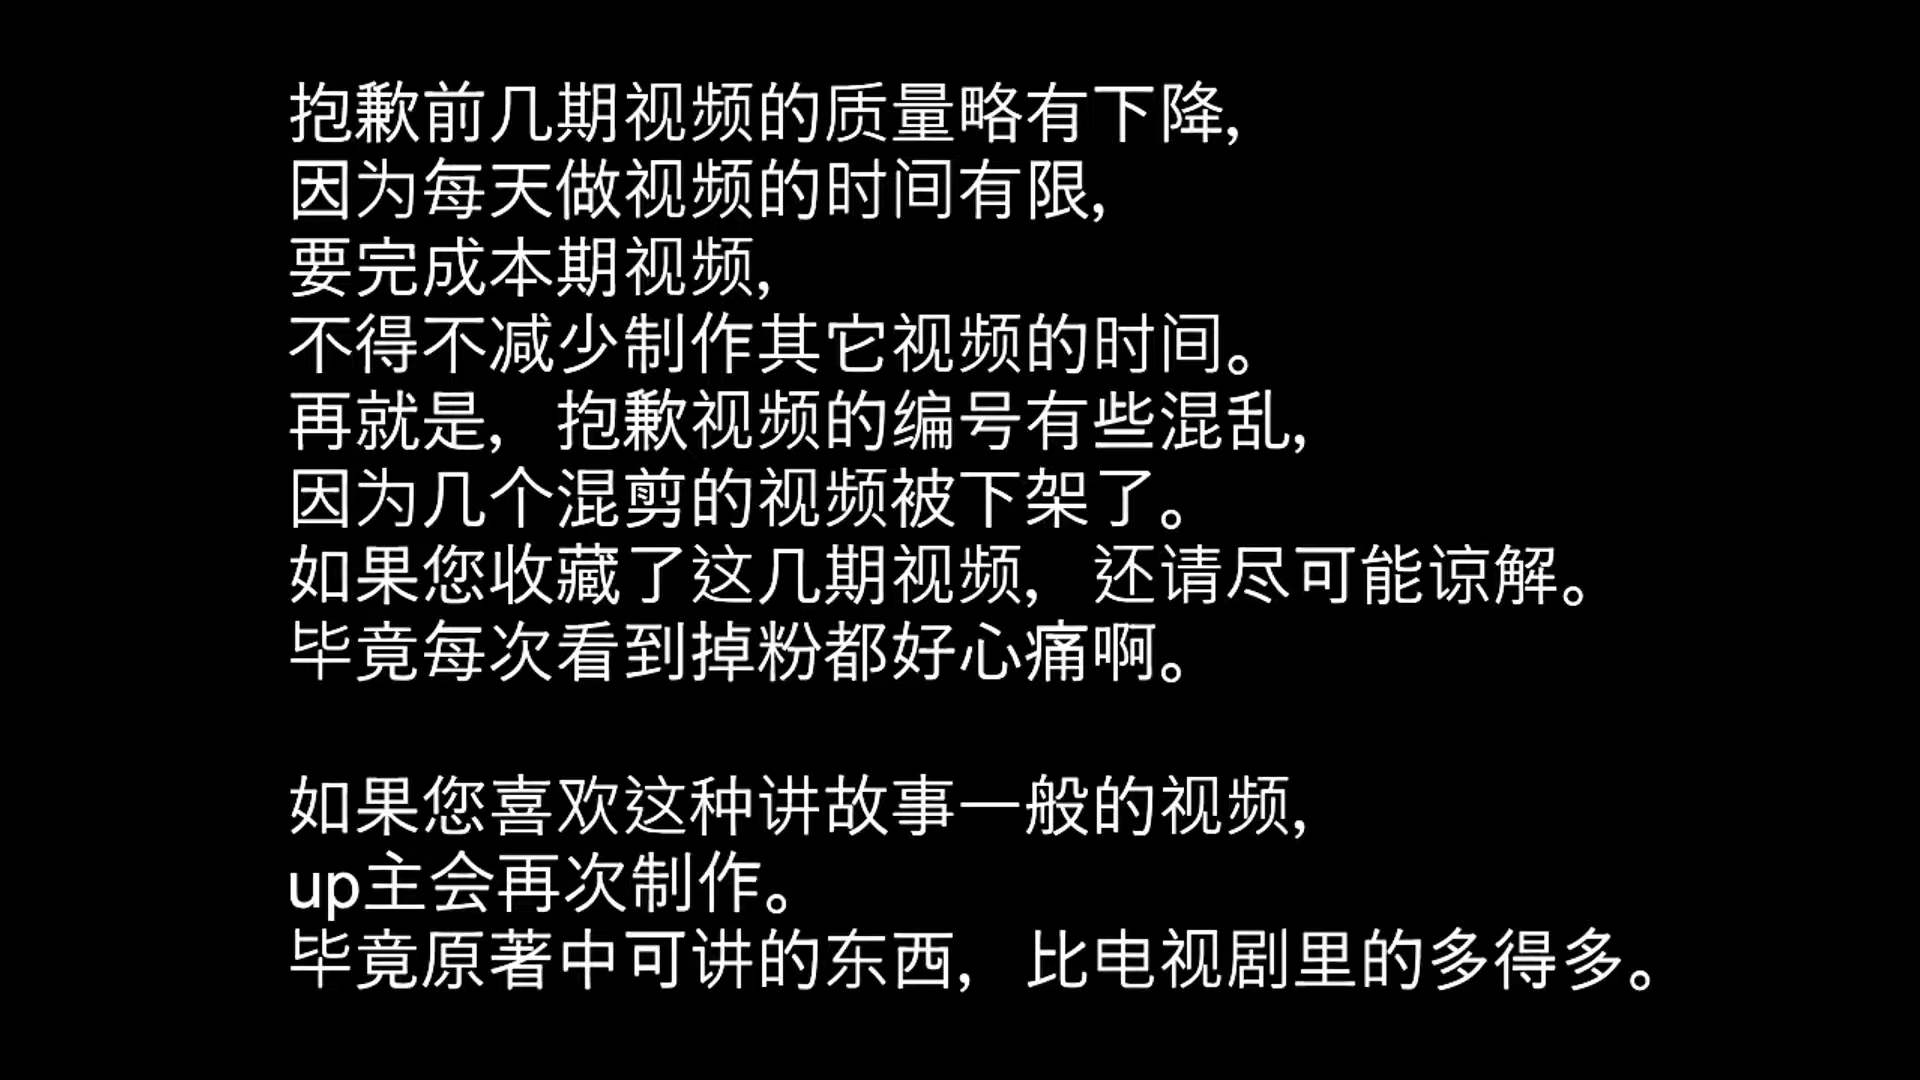 抱歉前几期视频的质量略有下降,
因为每天做视频的时间有限,
要完成本期视频,
不得不减少制作其它视频的时间。
再就是, 抱歉视频的编号有些混乱,
因为几个混剪的视频被下架了。
如果您收藏了这几期视频, 还请尽可能谅解。
毕竟每次看到掉粉都好心痛啊。
如果您喜欢这种讲故事一般的视频,
up主会再次制作。
毕竟原著中可讲的东西, 比电视剧里的多得多。